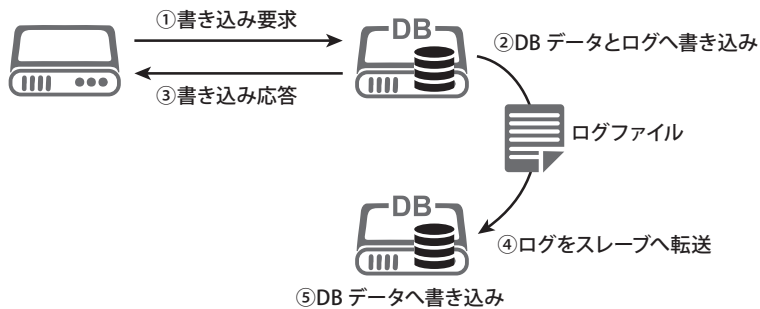 ①書き込み要求
DB
②DB データとログへ書き込み
③書き込み応答
ログファイル
DB
④ログをスレーブへ転送
⑤DB データへ書き込み